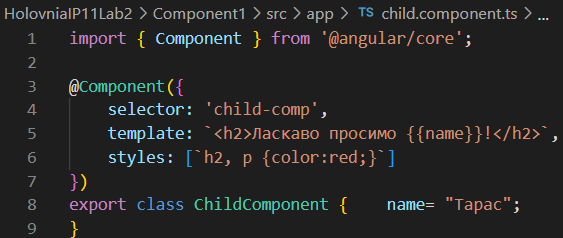 HolovniaIP11Lab2 > Component1 > src > app > TS child.component.ts > ...
1 import { Component } from '@angular/core';
2
3 @Component({
4 selector: 'child-comp',
5 template: `<h2>Ласкаво просимо {{name}}!</h2>`,
6 styles: [`h2, p {color:red;}`]
7 })
8 export class ChildComponent {    name= "Тарас";
9 }